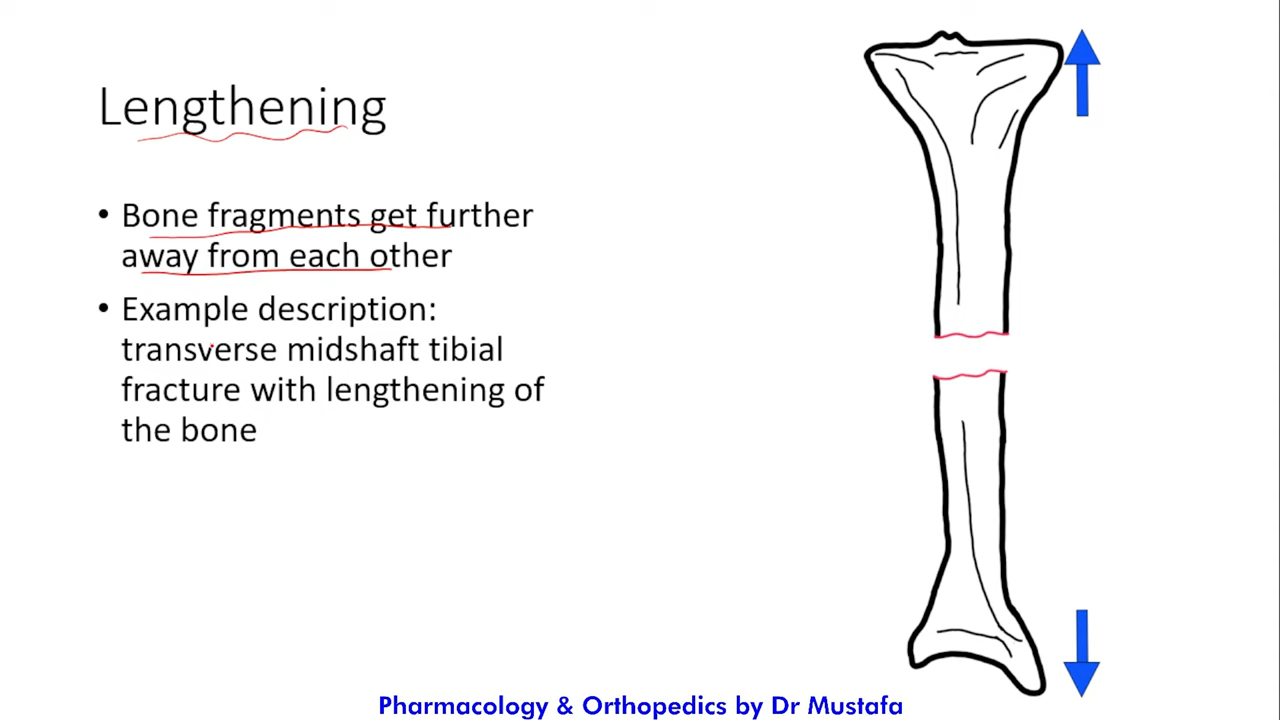 Lengthening
• Bone fragments get further
away from each other
• Example description:
transverse midshaft tibial
fracture with lengthening of
the bone
Pharmacology & Orthopedics by Dr Mustafa